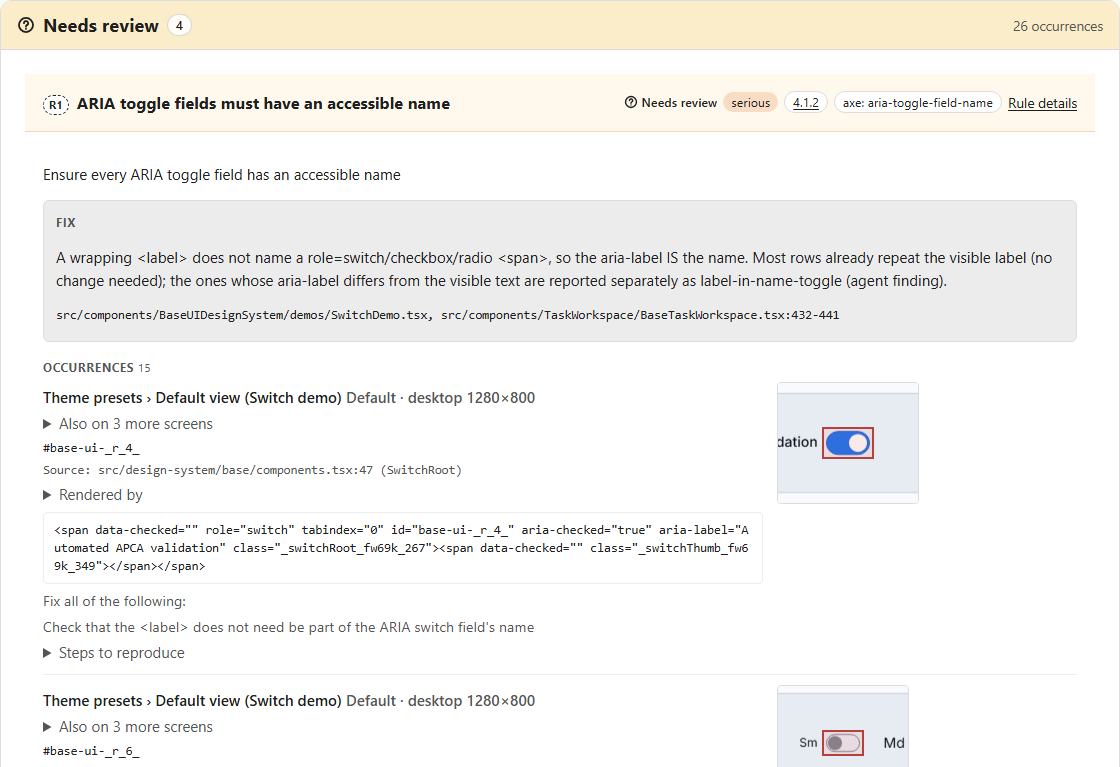 Needs review 4 26 occurrences
R1 ARIA toggle fields must have an accessible name Needs review serious 4.1.2 axe: aria-toggle-field-name Rule details
Ensure every ARIA toggle field has an accessible name
FIX
A wrapping <label> does not name a role=switch/checkbox/radio <span>, so the aria-label IS the name. Most rows already repeat the visible label (no
change needed); the ones whose aria-label differs from the visible text are reported separately as label-in-name-toggle (agent finding).
src/components/BaseUIDesignSystem/demos/SwitchDemo.tsx, src/components/TaskWorkspace/BaseTaskWorkspace.tsx:432-441
OCCURRENCES 15
Theme presets › Default view (Switch demo) Default · desktop 1280×800
Also on 3 more screens
#base-ui-_r_4_
dation
Source: src/design-system/base/components.tsx:47 (SwitchRoot)
Rendered by
<span data-checked="" role="switch" tabindex="0" id="base-ui-_r_4_" aria-checked="true" aria-label="A
utomated APCA validation" class="_switchRoot_fw69k_267"><span data-checked="" class="_switchThumb_fw6
9k_349"></span></span>
Fix all of the following:
Check that the <label> does not need be part of the ARIA switch field's name
Steps to reproduce
Theme presets › Default view (Switch demo) Default · desktop 1280×800
Also on 3 more screens
#base-ui-_r_6_
Sm Md